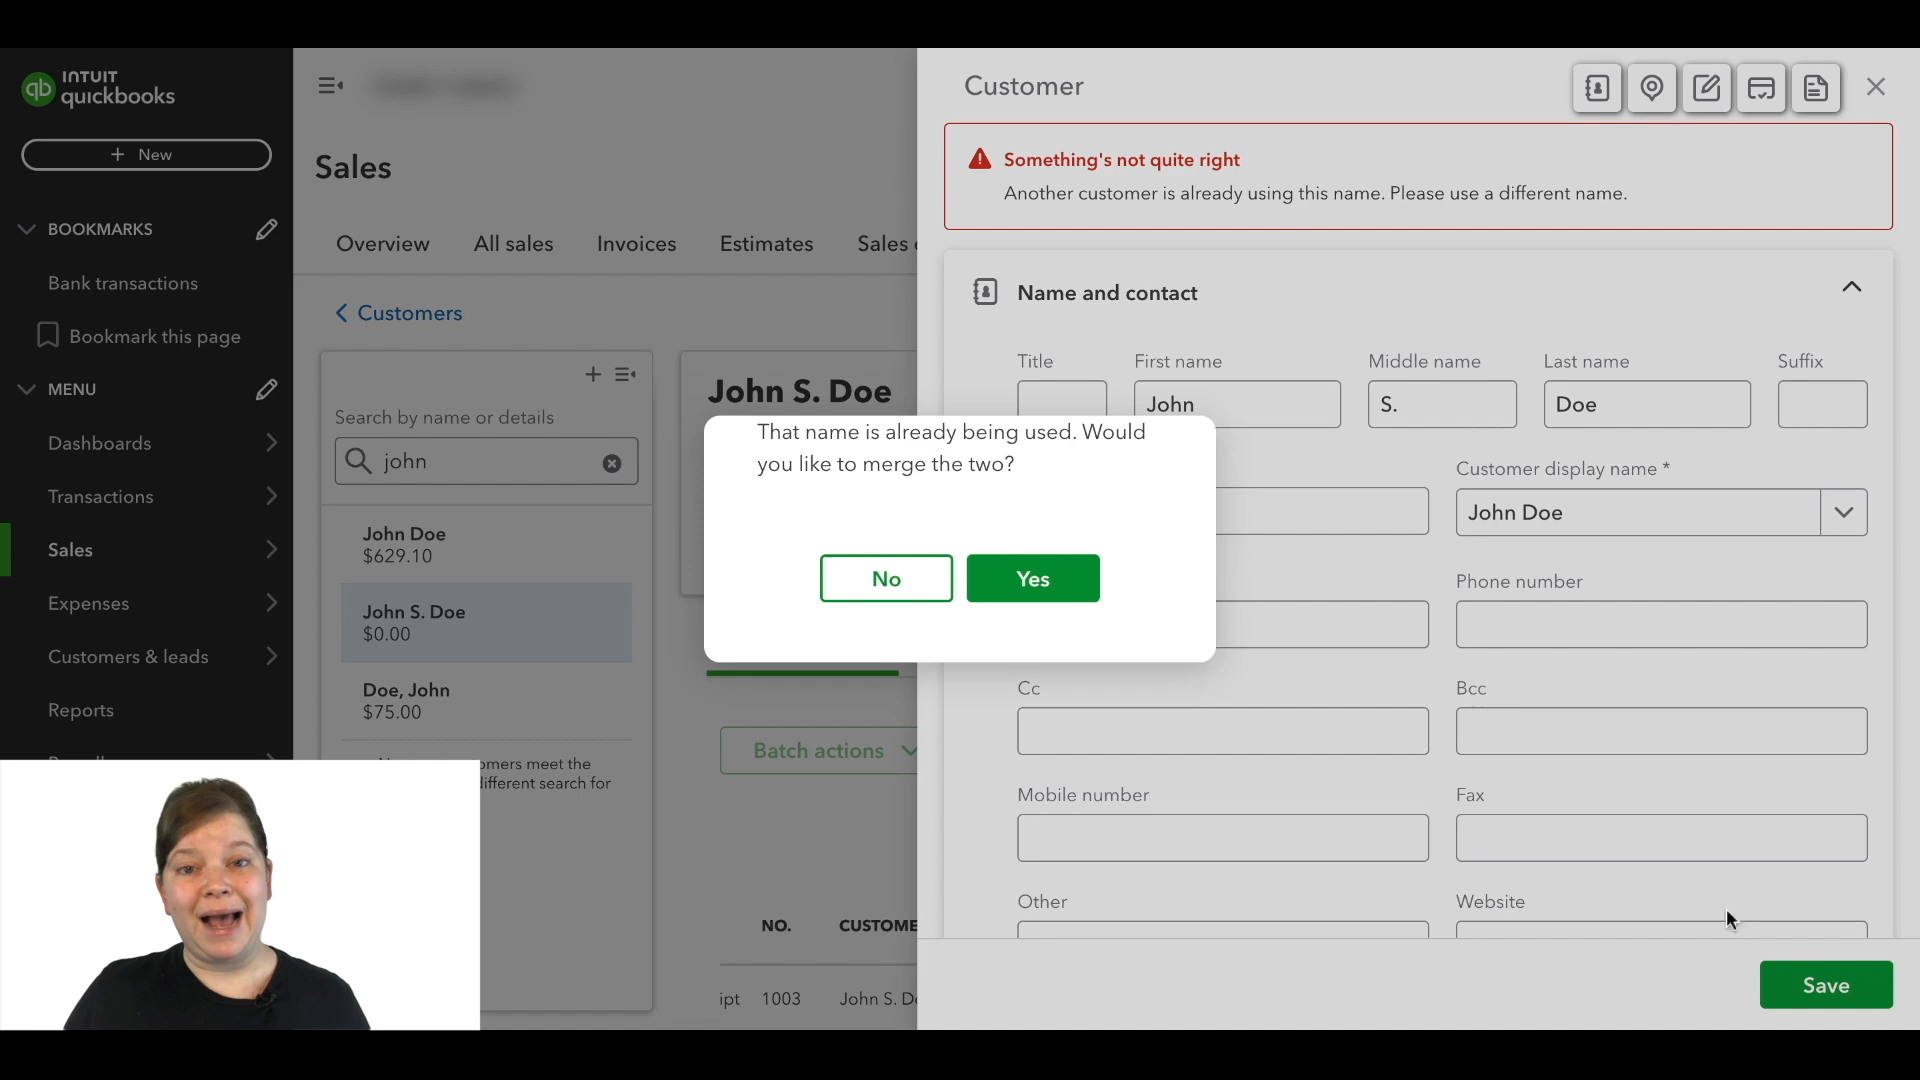 INTUIT
quickbooks
+ New
BOOKMARKS
Bank transactions
Bookmark this page
MENU
Dashboards
Transactions
Sales
Expenses
Customers & leads
Reports
Sales
Overview
All sales
Invoices
Estimates
Sales
Customers
Search by name or details
john
John Doe
$629.10
John S. Doe
$0.00
Doe, John
$75.00
meet the
different search for
John S. Doe
Batch actions
NO.
CUSTOME
ipt
1003
John S. Do
That name is already being used. Would
you like to merge the two?
No
Yes
Customer
Something's not quite right
Another customer is already using this name. Please use a different name.
Name and contact
Title
First name
Middle name
Last name
Suffix
John
S.
Doe
Customer display name *
John Doe
Phone number
Cc
Bcc
Mobile number
Fax
Other
Website
Save